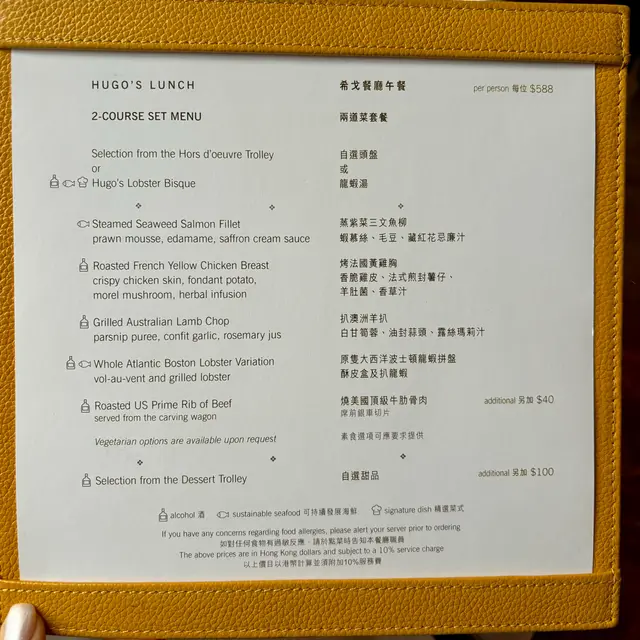 HUGO'S LUNCH 希戈餐廳午餐 per person 每位 $588
2-COURSE SET MENU 兩道菜套餐
Selection from the Hors d'oeuvre Trolley 自選頭盤
or 或
Hugo's Lobster Bisque 龍蝦湯
Steamed Seaweed Salmon Fillet 蒸紫菜三文魚柳
prawn mousse, edamame, saffron cream sauce 蝦慕絲、毛豆、藏紅花忌廉汁
Roasted French Yellow Chicken Breast 烤法國黃雞胸
crispy chicken skin, fondant potato, 香脆雞皮、法式煎封薯仔、
morel mushroom, herbal infusion 羊肚菌、香草汁
Grilled Australian Lamb Chop 扒澳洲羊扒
parsnip puree, confit garlic, rosemary jus 白甘筍蓉、油封蒜頭、露絲瑪莉汁
Whole Atlantic Boston Lobster Variation 原隻大西洋波士頓龍蝦拼盤
vol-au-vent and grilled lobster 酥皮盒及扒龍蝦
Roasted US Prime Rib of Beef 燒美國頂級牛肋骨肉 additional 另加 $40
served from the carving wagon 席前銀車切片
Vegetarian options are available upon request 素食選項可應要求提供
Selection from the Dessert Trolley 自選甜品 additional 另加 $100
alcohol 酒 sustainable seafood 可持續發展海鮮 signature dish 精選菜式
If you have any concerns regarding food allergies, please alert your server prior to ordering
如對任何食物有過敏反應，請於點菜時告知本餐廳職員
The above prices are in Hong Kong dollars and subject to a 10% service charge
以上價目以港幣計算並須附加10%服務費